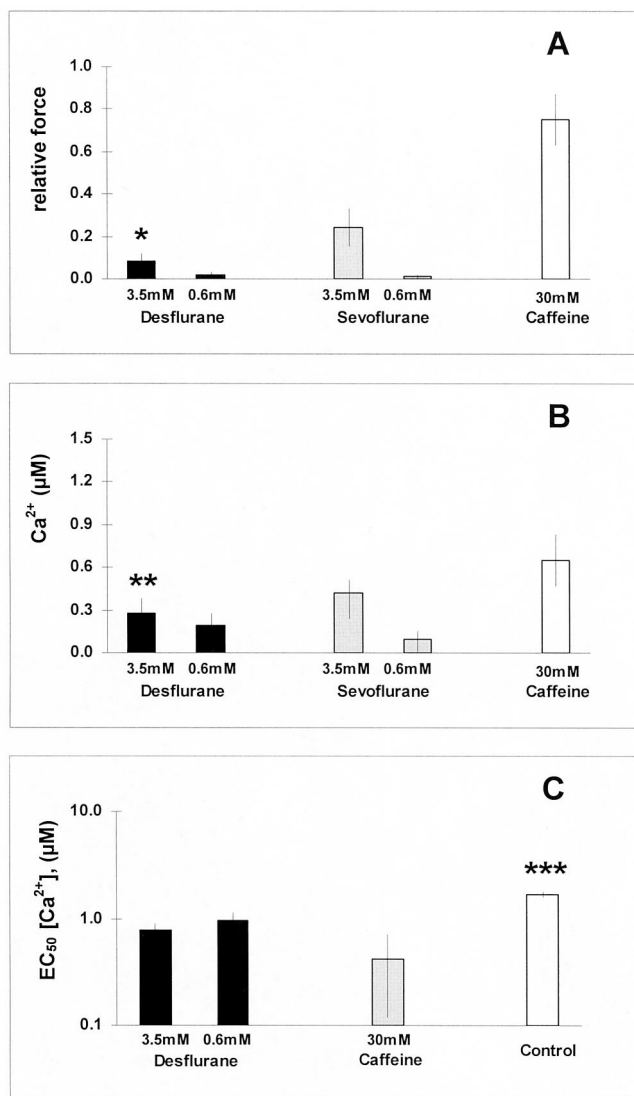 A
relative force
1.0
0.8
0.6
0.4
0.2
0.0
*
3.5mM 0.6mM 3.5mM 0.6mM 30mM
Desflurane Sevoflurane Caffeine
B
Ca²⁺ (µM)
1.5
1.2
0.9
0.6
0.3
0.0
**
3.5mM 0.6mM 3.5mM 0.6mM 30mM
Desflurane Sevoflurane Caffeine
C
EC₅₀ [Ca²⁺], (µM)
10.0
1.0
0.1
***
3.5mM 0.6mM 30mM Control
Desflurane Caffeine